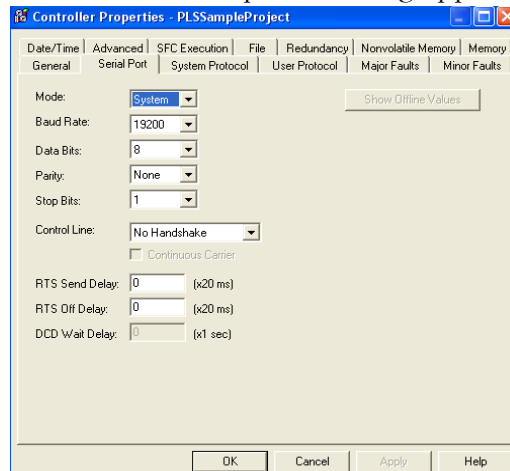 Controller Properties - PLSSampleProject
Date/Time Advanced SFC Execution File Redundancy Nonvolatile Memory Memory
General Serial Port System Protocol User Protocol Major Faults Minor Faults
Mode: System Show Offline Values
Baud Rate: 19200
Data Bits: 8
Parity: None
Stop Bits: 1
Control Line: No Handshake
Continuous Carrier
RTS Send Delay: 0 (x20 ms)
RTS Off Delay: 0 (x20 ms)
DCD Wait Delay: 0 (x1 sec)
OK Cancel Apply Help